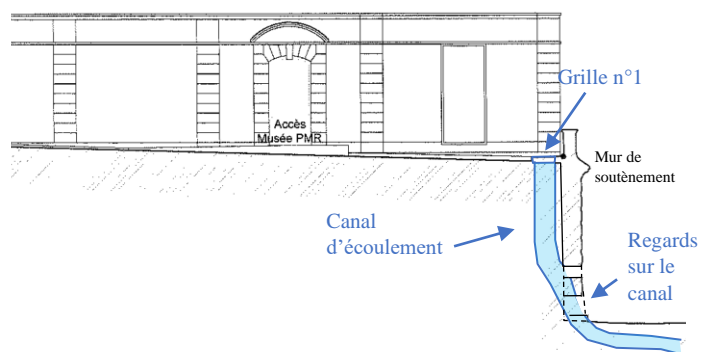 Grille n°1
Accès
Musée PMR
Mur de
soutènement
Canal
d'écoulement
Regards
sur le
canal